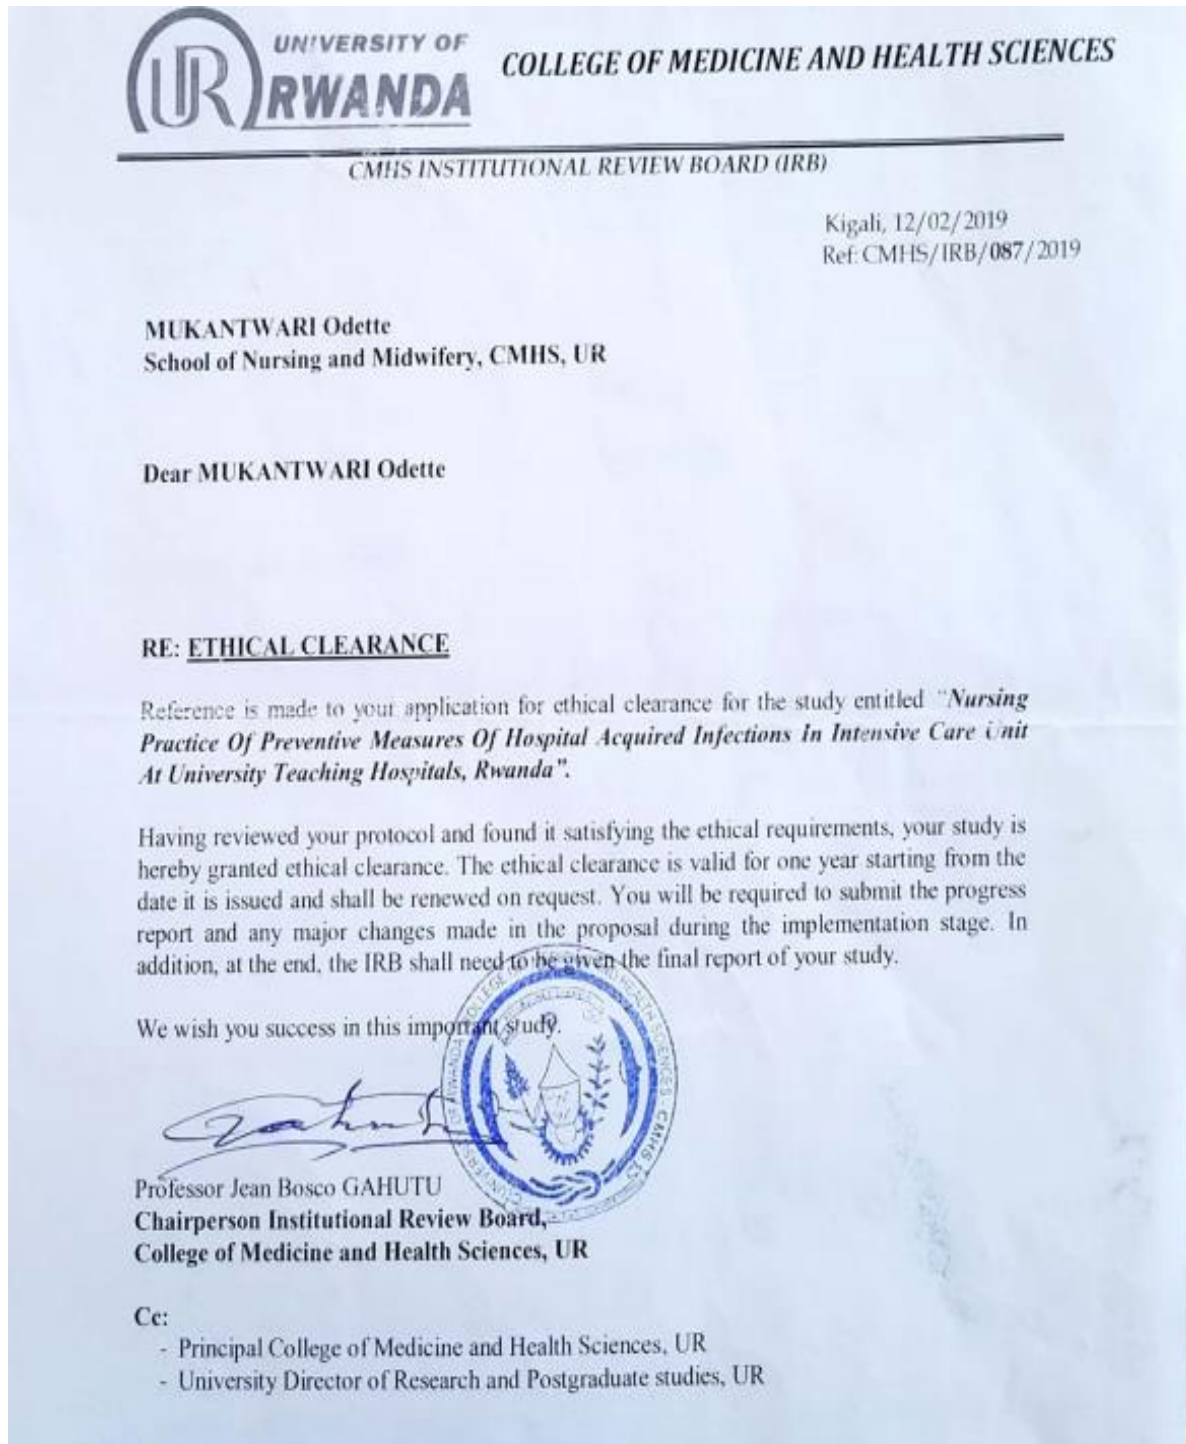 UR
UNIVERSITY OF
RWANDA
COLLEGE OF MEDICINE AND HEALTH SCIENCES
CMHS INSTITUTIONAL REVIEW BOARD (IRB)
Kigali, 12/02/2019
Ref: CMHS/IRB/087/2019
MUKANTWARI Odette
School of Nursing and Midwifery, CMHS, UR
Dear MUKANTWARI Odette
RE: ETHICAL CLEARANCE
Reference is made to your application for ethical clearance for the study entitled "Nursing
Practice Of Preventive Measures Of Hospital Acquired Infections In Intensive Care Unit
At University Teaching Hospitals, Rwanda".
Having reviewed your protocol and found it satisfying the ethical requirements, your study is
hereby granted ethical clearance. The ethical clearance is valid for one year starting from the
date it is issued and shall be renewed on request. You will be required to submit the progress
report and any major changes made in the proposal during the implementation stage. In
addition, at the end, the IRB shall need to be given the final report of your study.
We wish you success in this important study.
Professor Jean Bosco GAHUTU
Chairperson Institutional Review Board,
College of Medicine and Health Sciences, UR
Cc:
- Principal College of Medicine and Health Sciences, UR
- University Director of Research and Postgraduate studies, UR
UNIVERSITY OF RWANDA COLLEGE HEALTH SCIENCES - CMHS